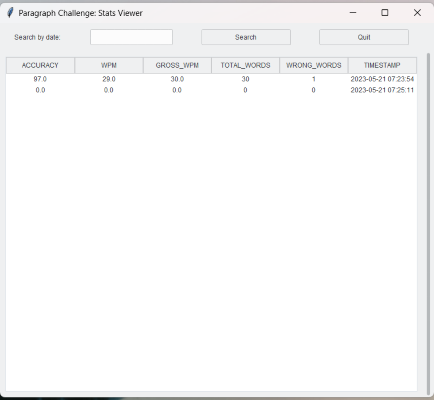 Paragraph Challenge: Stats Viewer
Search by date: Search Quit
ACCURACY WPM GROSS_WPM TOTAL_WORDS WRONG_WORDS TIMESTAMP
97.0 29.0 30.0 30 1 2023-05-21 07:23:54
0.0 0.0 0.0 0 0 2023-05-21 07:25:11